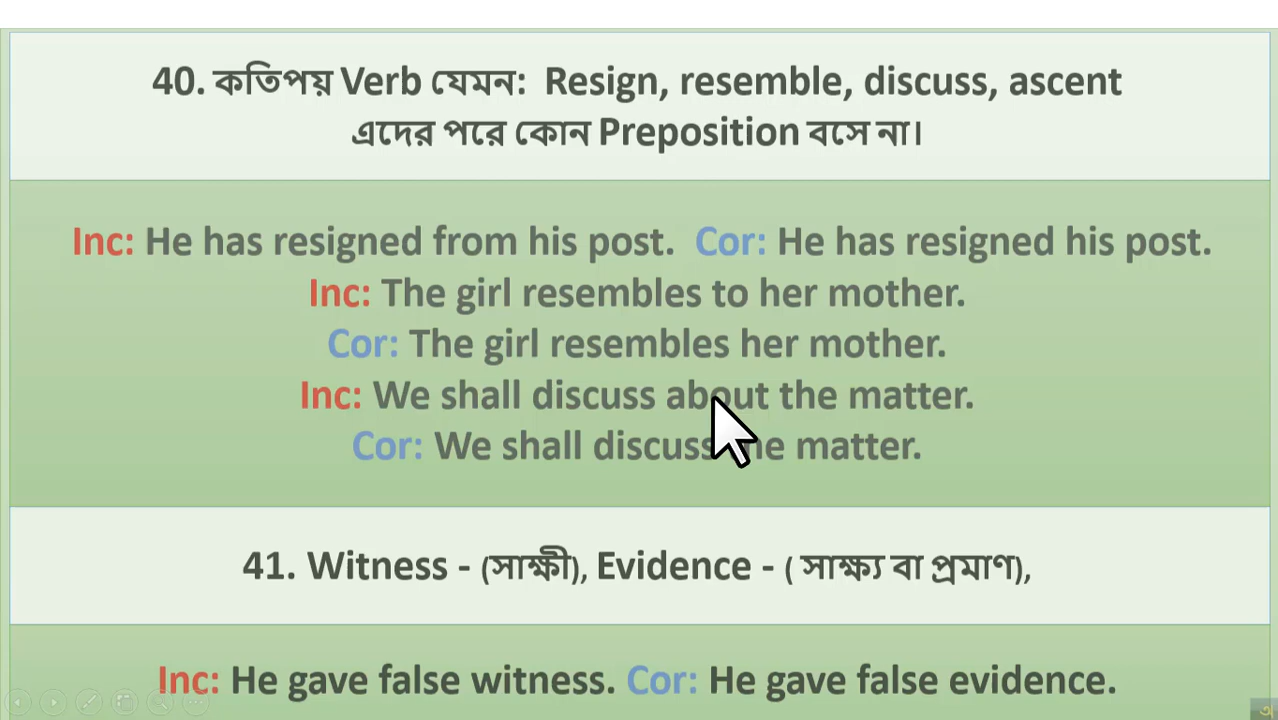 40. কতিপয় Verb যেমন: Resign, resemble, discuss, ascent
এদের পরে কোন Preposition বসে না।
Inc: He has resigned from his post. Cor: He has resigned his post.
Inc: The girl resembles to her mother.
Cor: The girl resembles her mother.
Inc: We shall discuss about the matter.
Cor: We shall discuss matter.
41. Witness - (সাক্ষী), Evidence - ( সাক্ষ্য বা প্রমাণ),
Inc: He gave false witness. Cor: He gave false evidence.